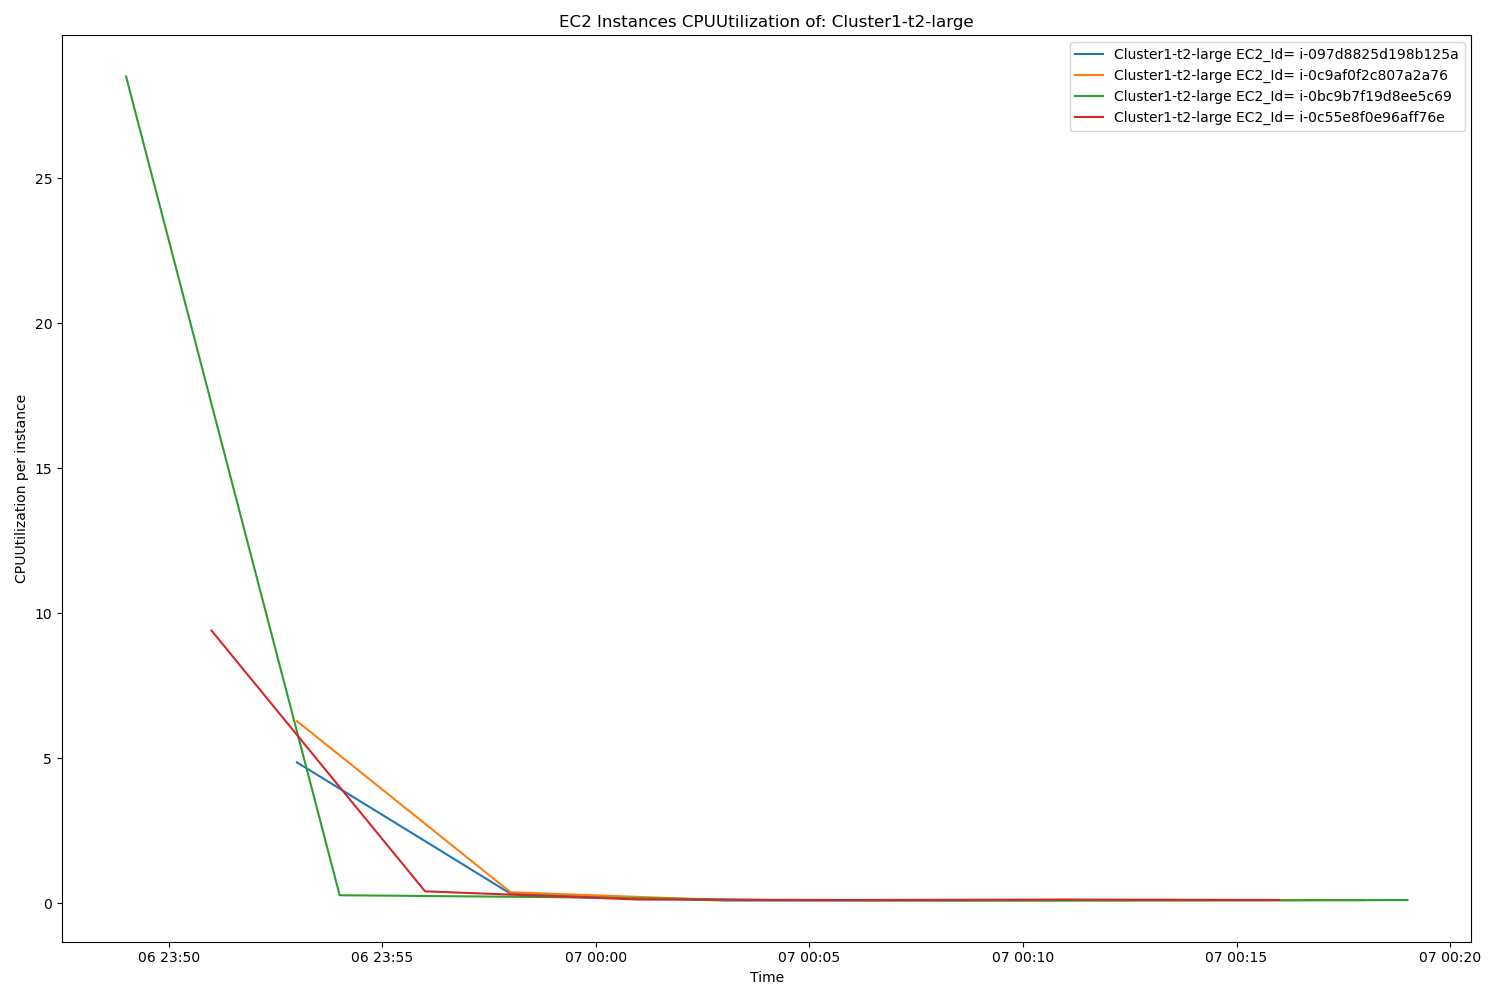 EC2 Instances CPUUtilization of: Cluster1-t2-large
Cluster1-t2-large EC2_Id= i-097d8825d198b125a
Cluster1-t2-large EC2_Id= i-0c9af0f2c807a2a76
Cluster1-t2-large EC2_Id= i-0bc9b7f19d8ee5c69
Cluster1-t2-large EC2_Id= i-0c55e8f0e96aff76e
CPUUtilization per instance
25
20
15
10
5
0
06 23:50 06 23:55 07 00:00 07 00:05 07 00:10 07 00:15 07 00:20
Time